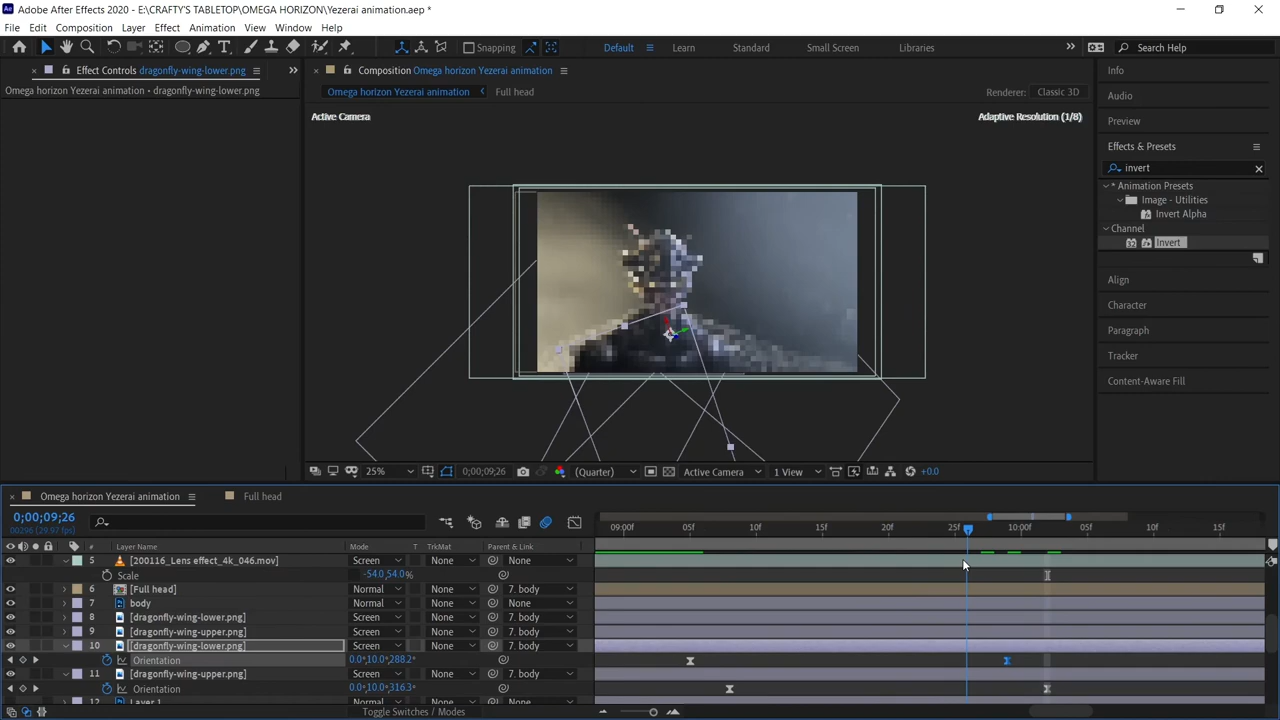 Adobe After Effects 2020 - E:\CRAFTY'S TABLETOP\OMEGA HORIZON\Yezerai animation.aep *
File Edit Composition Layer Effect Animation View Window Help
Snapping
Default Learn Standard Small Screen Libraries Search Help
Effect Controls dragonfly-wing-lower.png
Omega horizon Yezerai animation • dragonfly-wing-lower.png
Composition Omega horizon Yezerai animation
Omega horizon Yezerai animation Full head
Renderer: Classic 3D
Active Camera
Adaptive Resolution (1/8)
Info
Audio
Preview
Effects & Presets
invert
* Animation Presets
Image - Utilities
Invert Alpha
Channel
Invert
Align
Character
Paragraph
Tracker
Content-Aware Fill
25% 0;00;09;26 (Quarter) Active Camera 1 View +0.0
Omega horizon Yezerai animation Full head
0;00;09;26
00296 (29.97 fps)
09:00f 05f 10f 15f 20f 25f 10:00f 05f 10f 15f
# Layer Name Mode T TrkMat Parent & Link
5 [200116_Lens effect_4k_046.mov] Screen None None
Scale -54.0,54.0%
6 [Full head] Normal None 7. body
7 body Normal None None
8 [dragonfly-wing-lower.png] Screen None 7. body
9 [dragonfly-wing-upper.png] Screen None 7. body
10 [dragonfly-wing-lower.png] Screen None 7. body
Orientation 0.0°,10.0°,288.2°
11 [dragonfly-wing-upper.png] Screen None 7. body
Orientation 0.0°,10.0°,316.3°
12 Layer 1
Toggle Switches / Modes